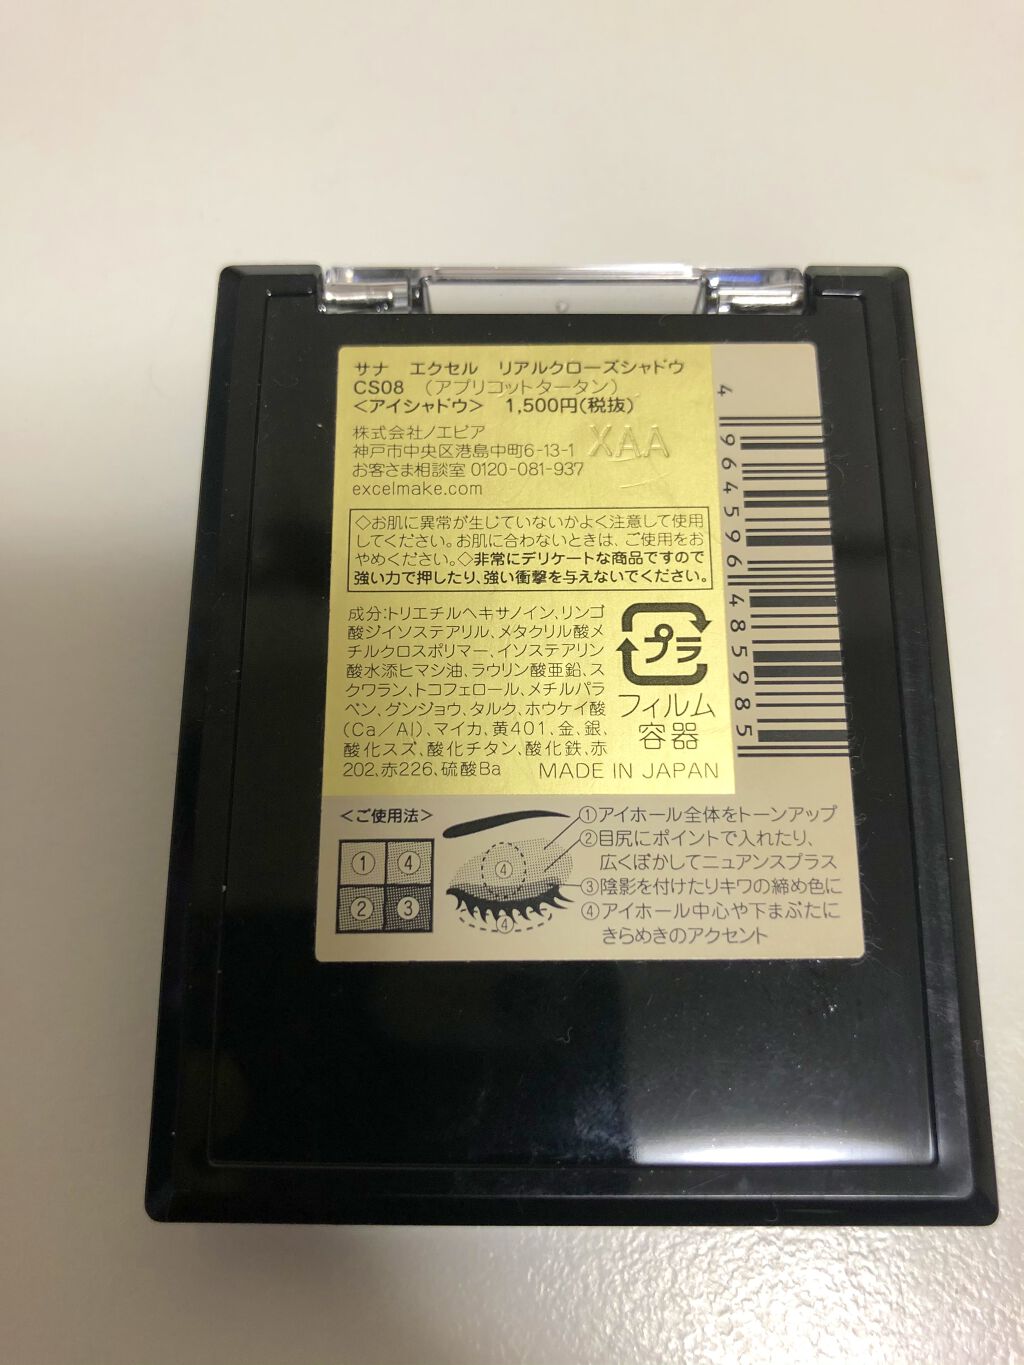 サナ エクセル リアルクローズシャドウ
CS08 (アプリコットタータン)
<アイシャドウ> 1,500円(税抜)
株式会社ノエビア
神戸市中央区港島中町6-13-1
お客さま相談室 0120-081-937
excelmake.com
XAA
◇お肌に異常が生じていないかよく注意して使用
してください。お肌に合わないときは、ご使用をお
やめください。◇非常にデリケートな商品ですので
強い力で押したり、強い衝撃を与えないでください。
成分:トリエチルヘキサノイン、リンゴ
酸ジイソステアリル、メタクリル酸メ
チルクロスポリマー、イソステアリン
酸水添ヒマシ油、ラウリン酸亜鉛、ス
クワラン、トコフェロール、メチルパラ
ベン、グンジョウ、タルク、ホウケイ酸
(Ca/Al)、マイカ、黄401、金、銀、
酸化スズ、酸化チタン、酸化鉄、赤
202、赤226、硫酸Ba
プラ
フィルム
容器
MADE IN JAPAN
4964596485985
<ご使用法>
① ④
② ③
④
④
①アイホール全体をトーンアップ
②目尻にポイントで入れたり、
広くぼかしてニュアンスプラス
③陰影を付けたりキワの締め色に
④アイホール中心や下まぶたに
きらめきのアクセント